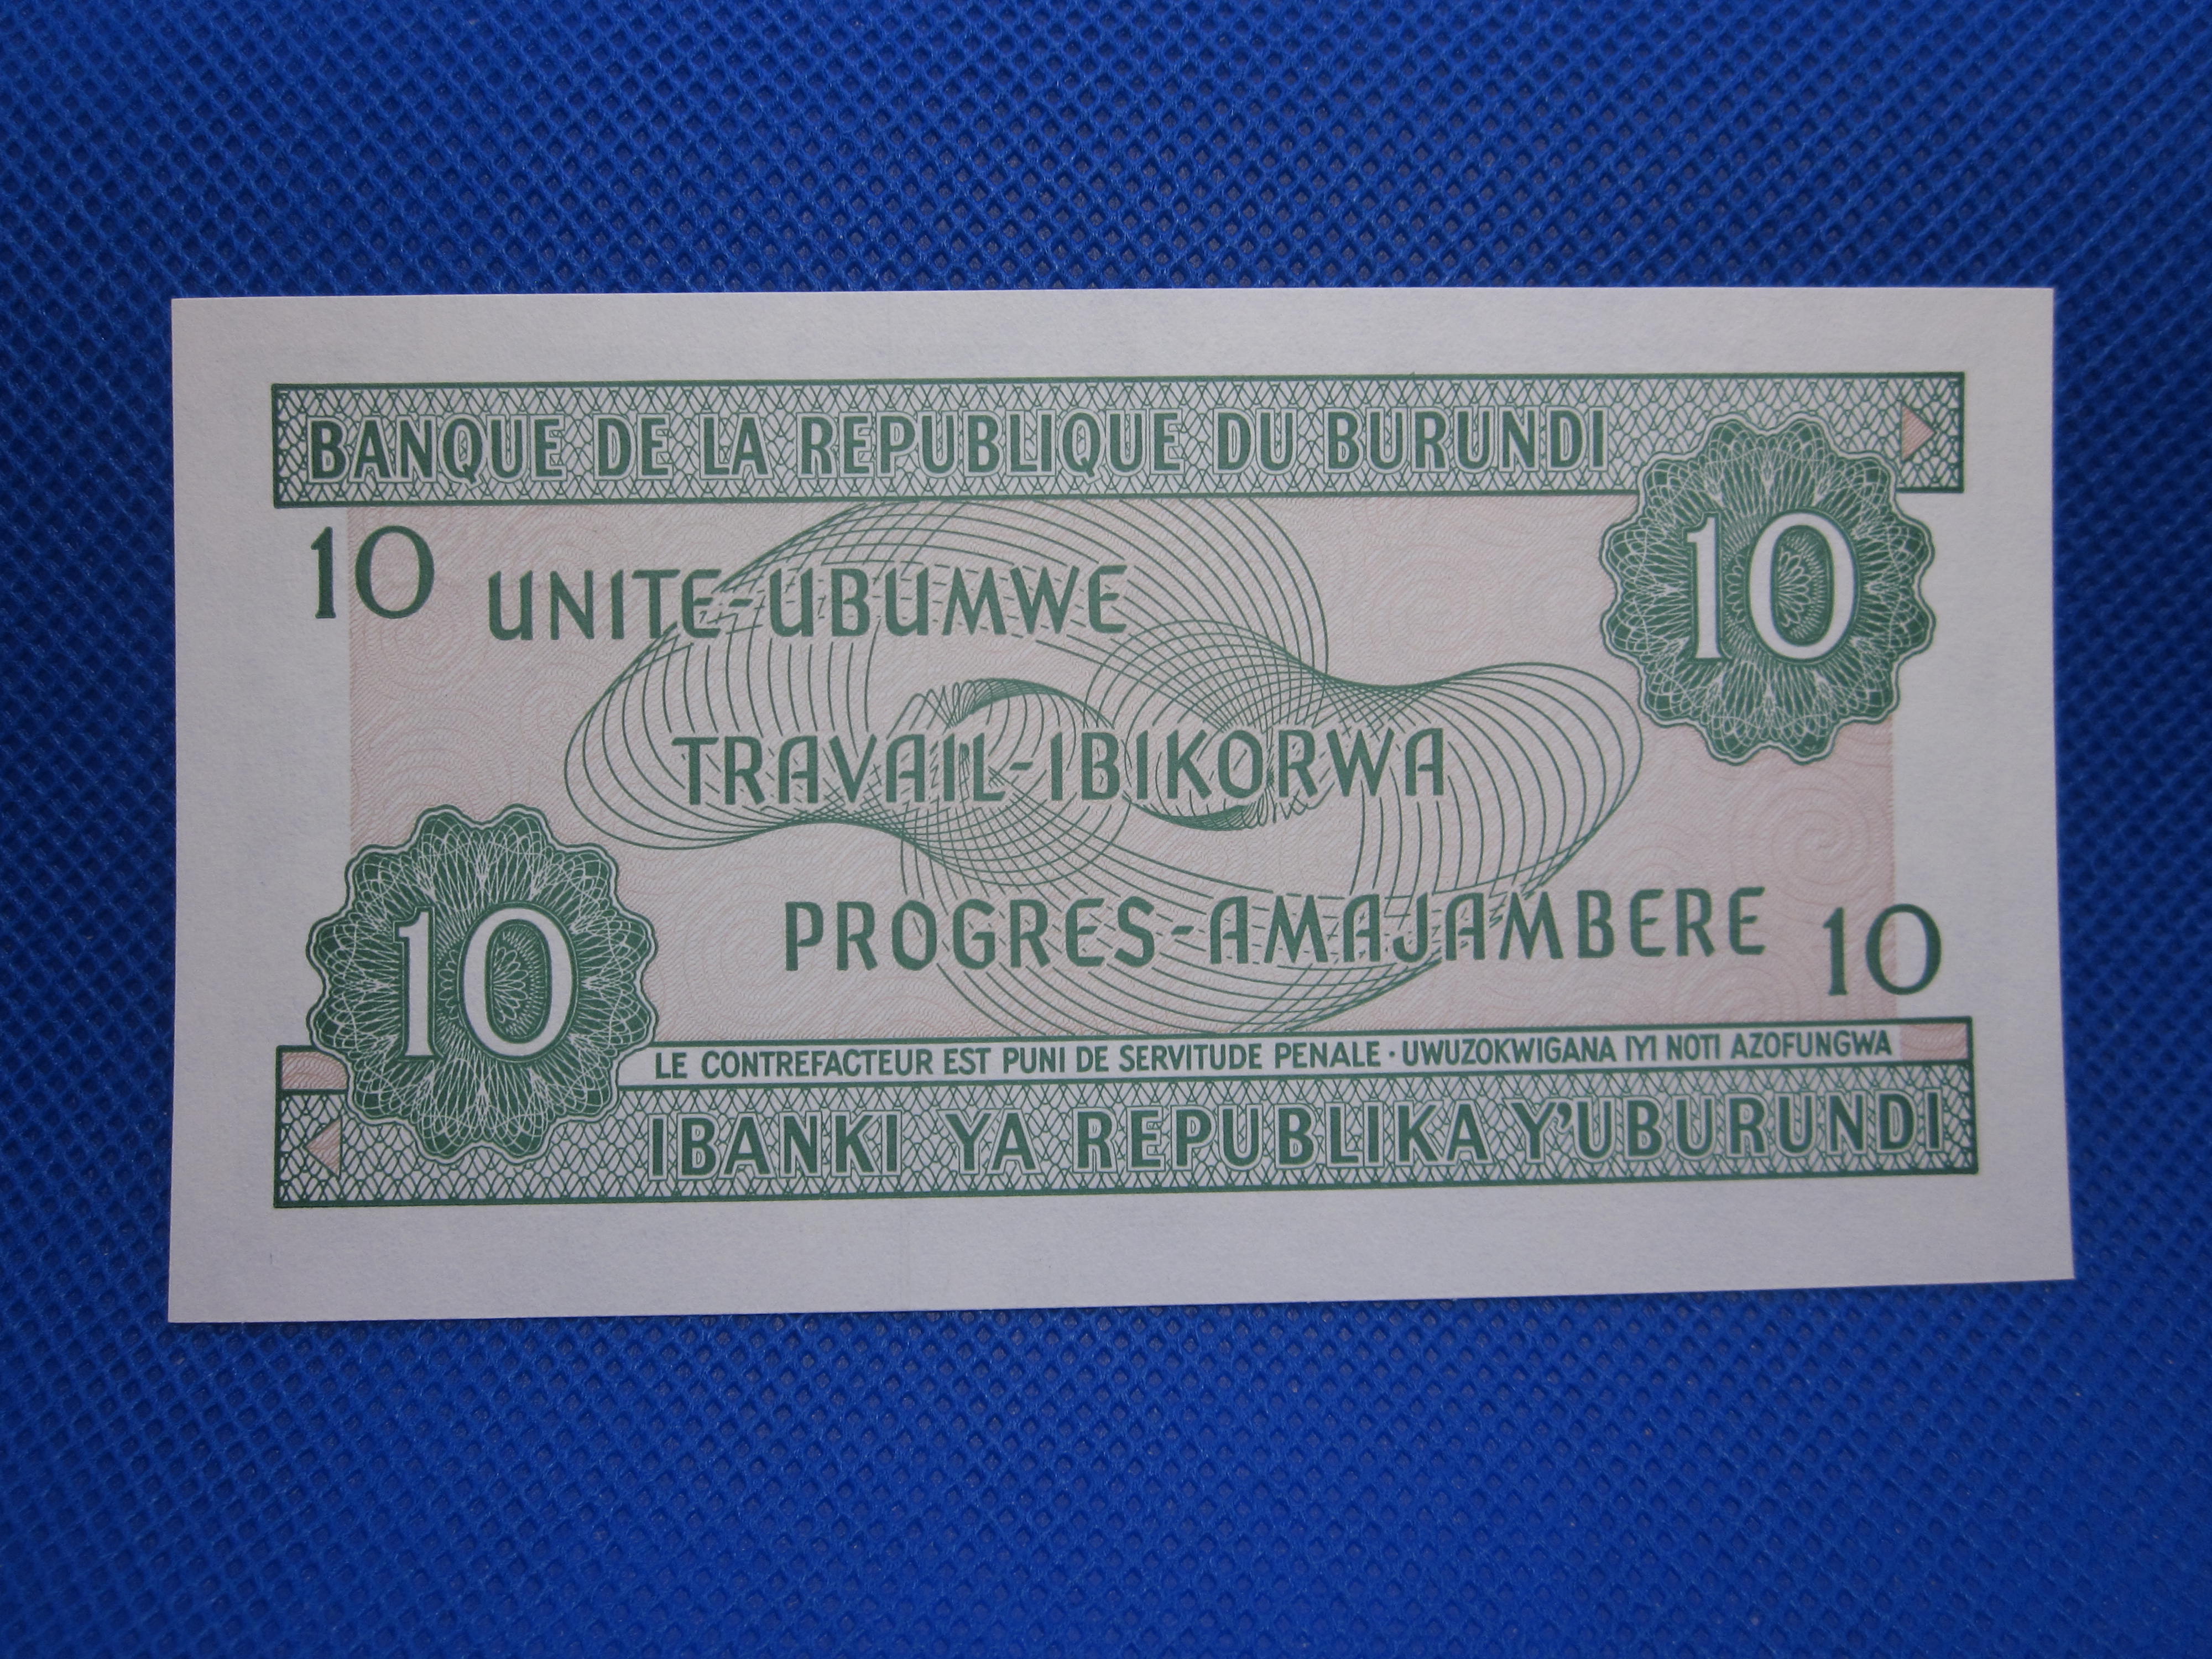 BANQUE DE LA REPUBLIQUE DU BURUNDI
10
10
UNITE-UBUMWE
TRAVAIL-IBIKORWA
PROGRES-AMAJAMBERE
10
10
LE CONTREFACTEUR EST PUNI DE SERVITUDE PENALE · UWUZOKWIGANA IYI NOTI AZOFUNGWA
IBANKI YA REPUBLIKA Y'UBURUNDI